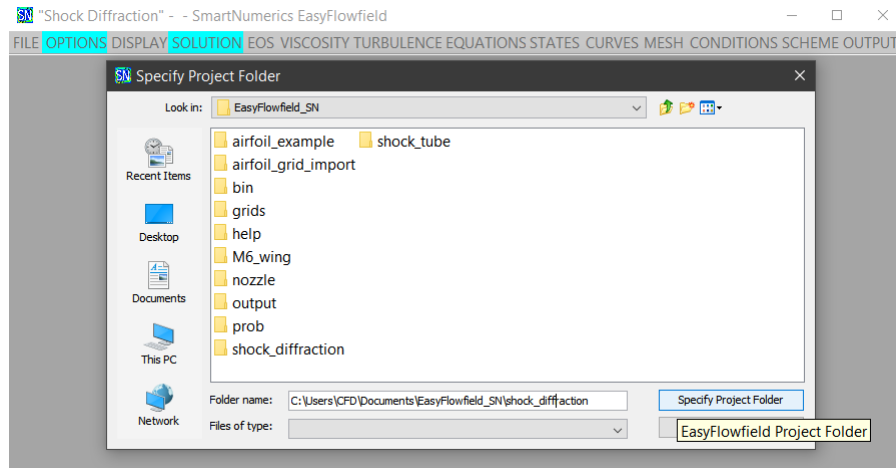 SN "Shock Diffraction" - - SmartNumerics EasyFlowfield
FILE OPTIONS DISPLAY SOLUTION EOS VISCOSITY TURBULENCE EQUATIONS STATES CURVES MESH CONDITIONS SCHEME OUTPUT
SN Specify Project Folder
Look in: EasyFlowfield_SN
airfoil_example shock_tube
airfoil_grid_import
Recent Items
bin
grids
Desktop
help
M6_wing
nozzle
Documents
output
prob
This PC
shock_diffraction
Folder name: C:\Users\CFD\Documents\EasyFlowfield_SN\shock_diffraction Specify Project Folder
Network
Files of type:
EasyFlowfield Project Folder